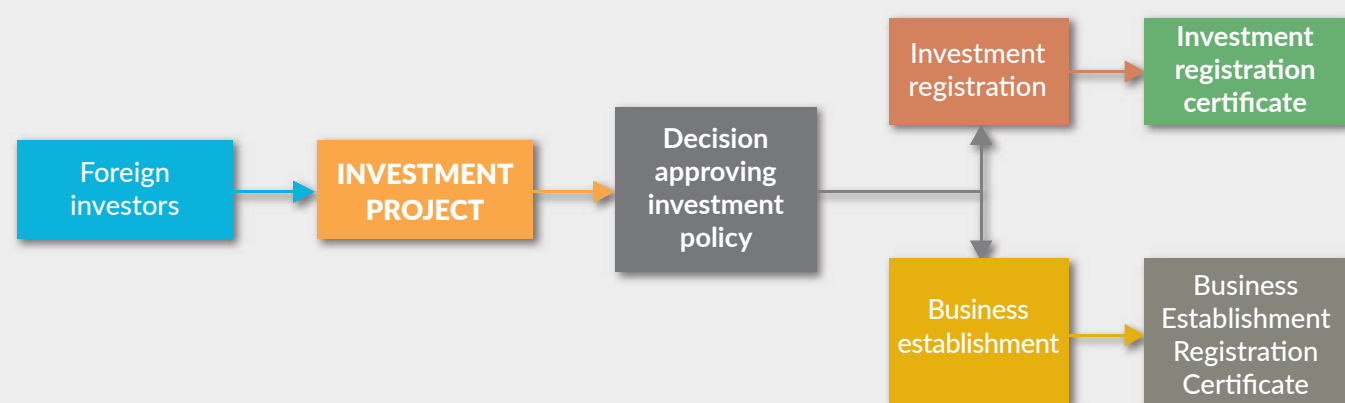 Foreign
investors
INVESTMENT
PROJECT
Decision
approving
investment
policy
Investment
registration
Investment
registration
certificate
Business
establishment
Business
Establishment
Registration
Certificate